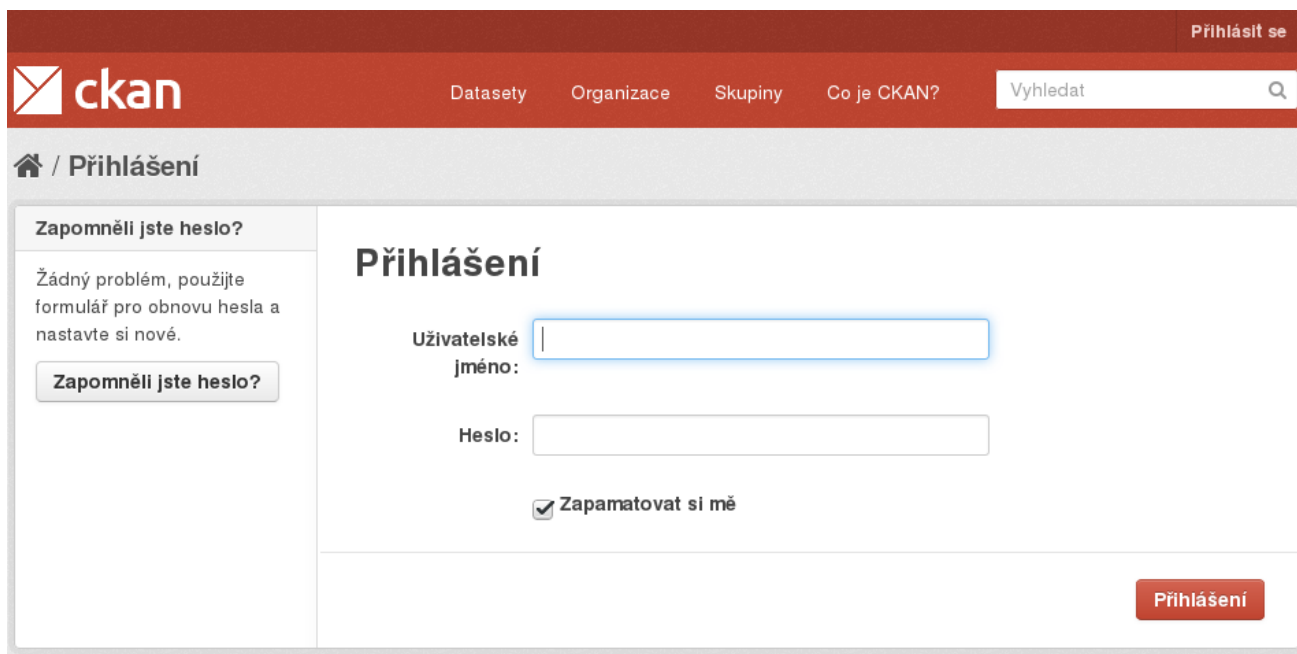 Přihlásit se
ckan
Datasety Organizace Skupiny Co je CKAN? Vyhledat
/ Přihlášení
Zapomněli jste heslo?
Žádný problém, použijte
formulář pro obnovu hesla a
nastavte si nové.
Zapomněli jste heslo?
Přihlášení
Uživatelské
jméno:
Heslo:
Zapamatovat si mě
Přihlášení